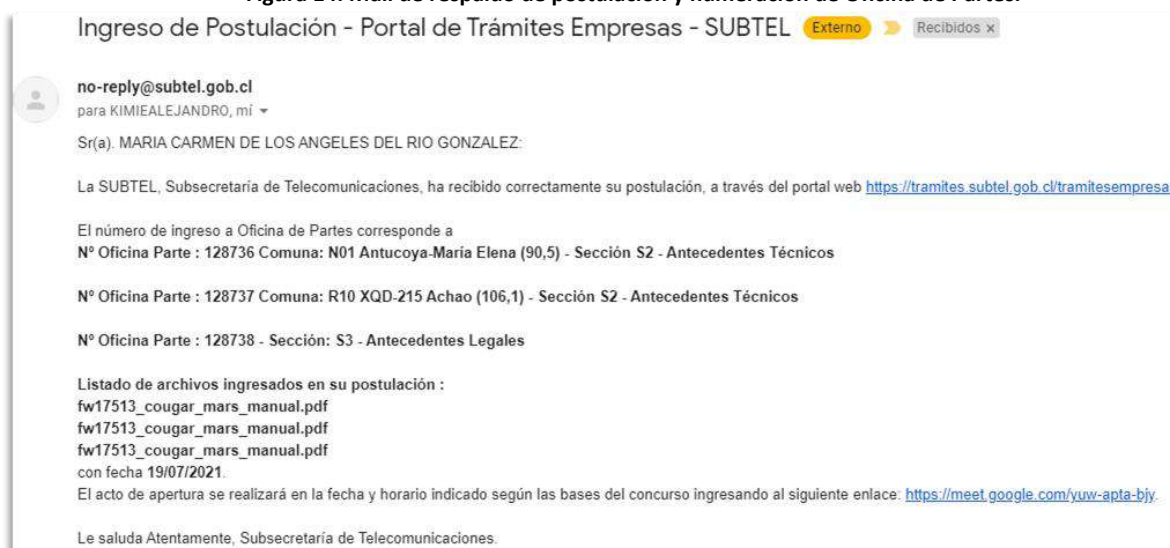 Figura 14. Mail de respaldo de postulación y numeración de Oficina de Partes.
Ingreso de Postulación - Portal de Trámites Empresas - SUBTEL Externo Recibidos x
no-reply@subtel.gob.cl
para KIMIEALEJANDRO, mí
Sr(a). MARIA CARMEN DE LOS ANGELES DEL RIO GONZALEZ:
La SUBTEL, Subsecretaría de Telecomunicaciones, ha recibido correctamente su postulación, a través del portal web https://tramites.subtel.gob.cl/tramitesempresa
El número de ingreso a Oficina de Partes corresponde a
Nº Oficina Parte : 128736 Comuna: N01 Antucoya-María Elena (90,5) - Sección S2 - Antecedentes Técnicos
Nº Oficina Parte : 128737 Comuna: R10 XQD-215 Achao (106,1) - Sección S2 - Antecedentes Técnicos
Nº Oficina Parte : 128738 - Sección: S3 - Antecedentes Legales
Listado de archivos ingresados en su postulación :
fw17513_cougar_mars_manual.pdf
fw17513_cougar_mars_manual.pdf
fw17513_cougar_mars_manual.pdf
con fecha 19/07/2021.
El acto de apertura se realizará en la fecha y horario indicado según las bases del concurso ingresando al siguiente enlace: https://meet.google.com/yuw-apta-bjy.
Le saluda Atentamente, Subsecretaría de Telecomunicaciones.